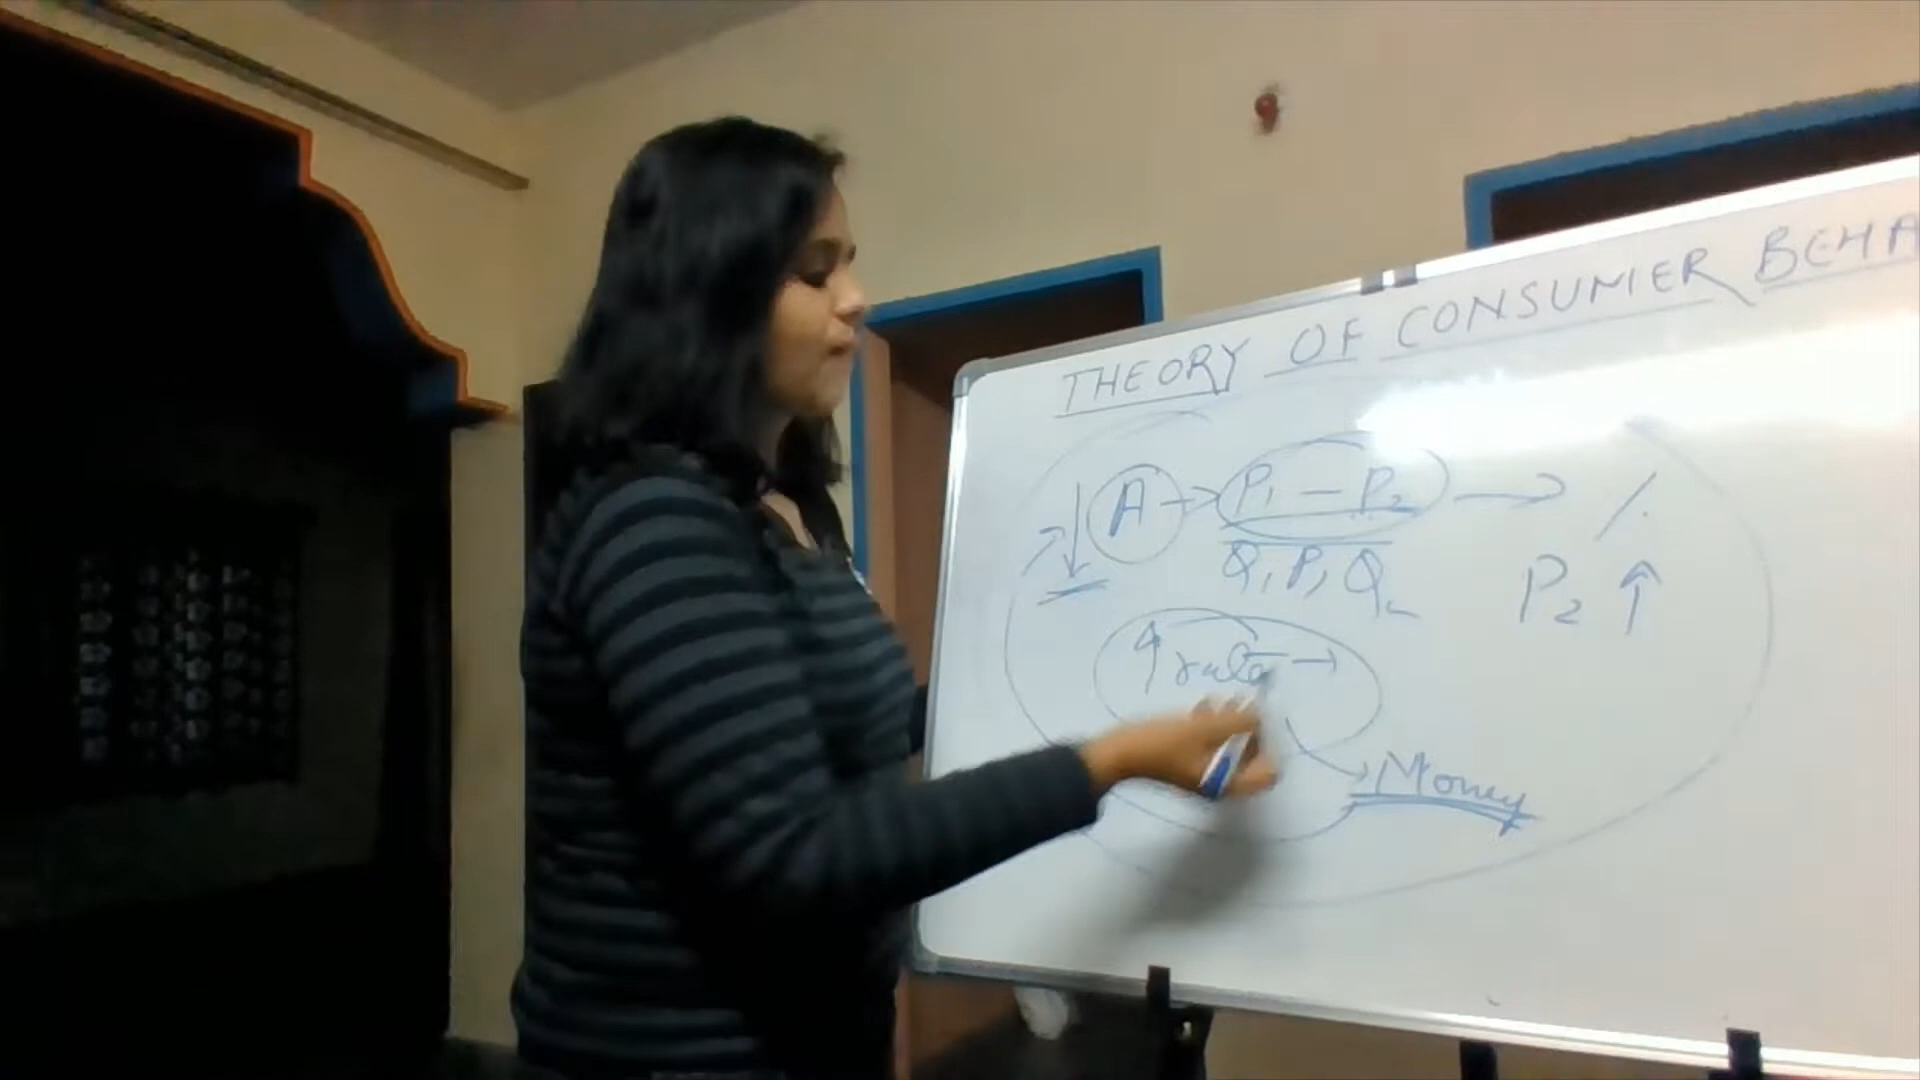 THEORY OF CONSUMER BEHA
↓ A → P₁ — P₂ → /.
Q₁ P₁ Q₂ P₂ ↑
↑ →
Money